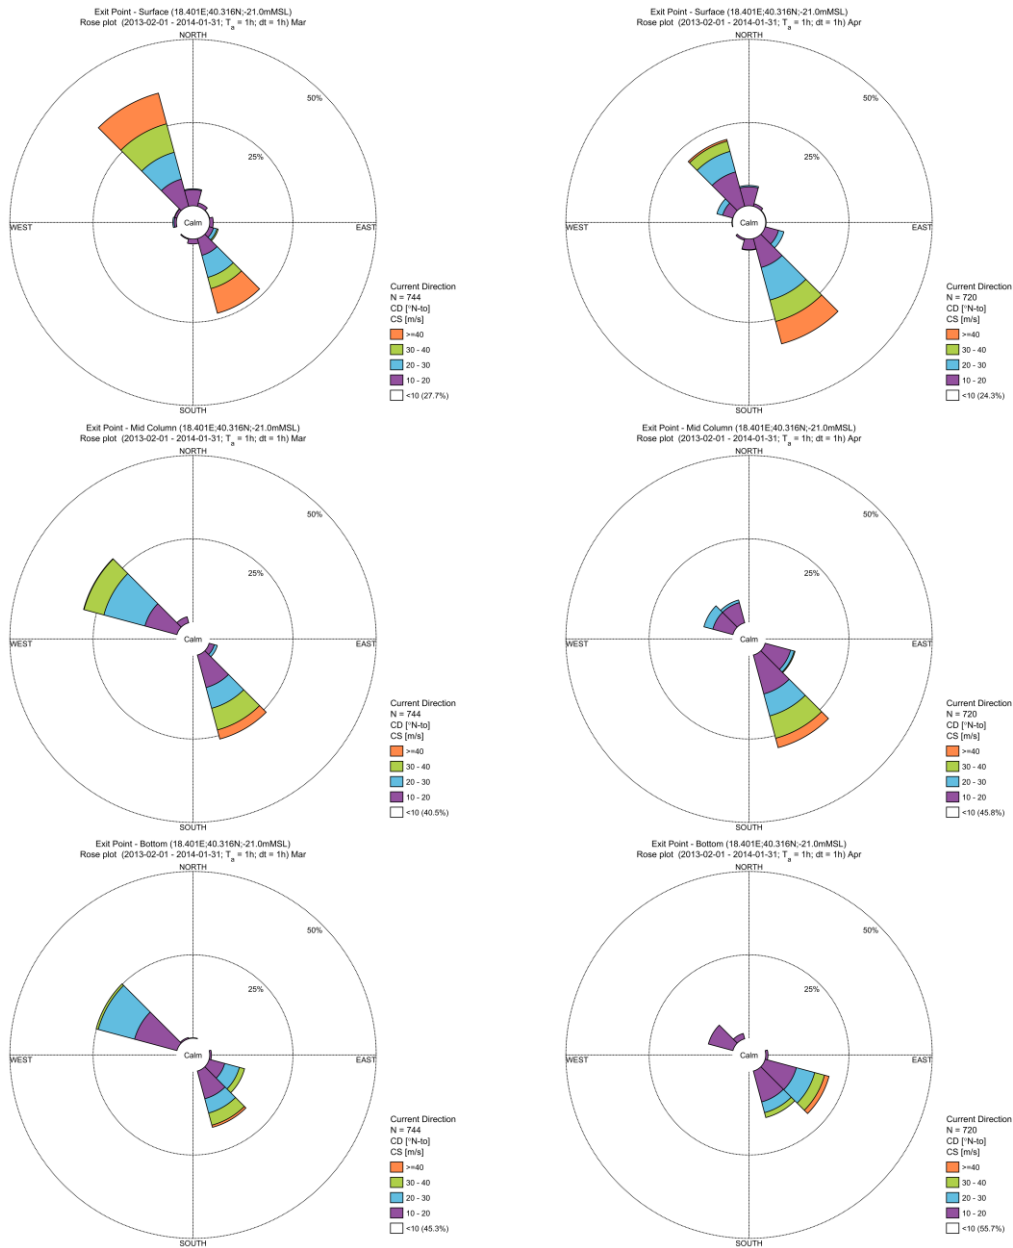 Exit Point - Surface (18.401E;40.316N;-21.0mMSL)
Rose plot (2013-02-01 - 2014-01-31; Ta = 1h; dt = 1h) Mar
NORTH
50%
25%
Calm
WEST
EAST
SOUTH
Current Direction
N = 744
CD [°N-to]
CS [m/s]
>=40
30 - 40
20 - 30
10 - 20
<10 (27.7%)
Exit Point - Surface (18.401E;40.316N;-21.0mMSL)
Rose plot (2013-02-01 - 2014-01-31; Ta = 1h; dt = 1h) Apr
NORTH
50%
25%
Calm
WEST
EAST
SOUTH
Current Direction
N = 720
CD [°N-to]
CS [m/s]
>=40
30 - 40
20 - 30
10 - 20
<10 (24.3%)
Exit Point - Mid Column (18.401E;40.316N;-21.0mMSL)
Rose plot (2013-02-01 - 2014-01-31; Ta = 1h; dt = 1h) Mar
NORTH
50%
25%
Calm
WEST
EAST
SOUTH
Current Direction
N = 744
CD [°N-to]
CS [m/s]
>=40
30 - 40
20 - 30
10 - 20
<10 (40.5%)
Exit Point - Mid Column (18.401E;40.316N;-21.0mMSL)
Rose plot (2013-02-01 - 2014-01-31; Ta = 1h; dt = 1h) Apr
NORTH
50%
25%
Calm
WEST
EAST
SOUTH
Current Direction
N = 720
CD [°N-to]
CS [m/s]
>=40
30 - 40
20 - 30
10 - 20
<10 (45.8%)
Exit Point - Bottom (18.401E;40.316N;-21.0mMSL)
Rose plot (2013-02-01 - 2014-01-31; Ta = 1h; dt = 1h) Mar
NORTH
50%
25%
Calm
WEST
EAST
SOUTH
Current Direction
N = 744
CD [°N-to]
CS [m/s]
>=40
30 - 40
20 - 30
10 - 20
<10 (45.3%)
Exit Point - Bottom (18.401E;40.316N;-21.0mMSL)
Rose plot (2013-02-01 - 2014-01-31; Ta = 1h; dt = 1h) Apr
NORTH
50%
25%
Calm
WEST
EAST
SOUTH
Current Direction
N = 720
CD [°N-to]
CS [m/s]
>=40
30 - 40
20 - 30
10 - 20
<10 (55.7%)